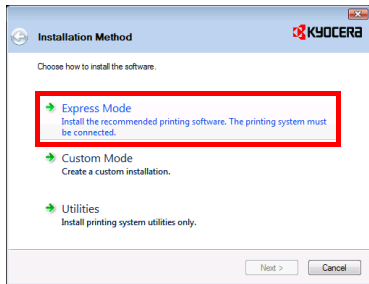 Installation Method
KYOCERA
Choose how to install the software.
Express Mode
Install the recommended printing software. The printing system must
be connected.
Custom Mode
Create a custom installation.
Utilities
Install printing system utilities only.
Next >
Cancel